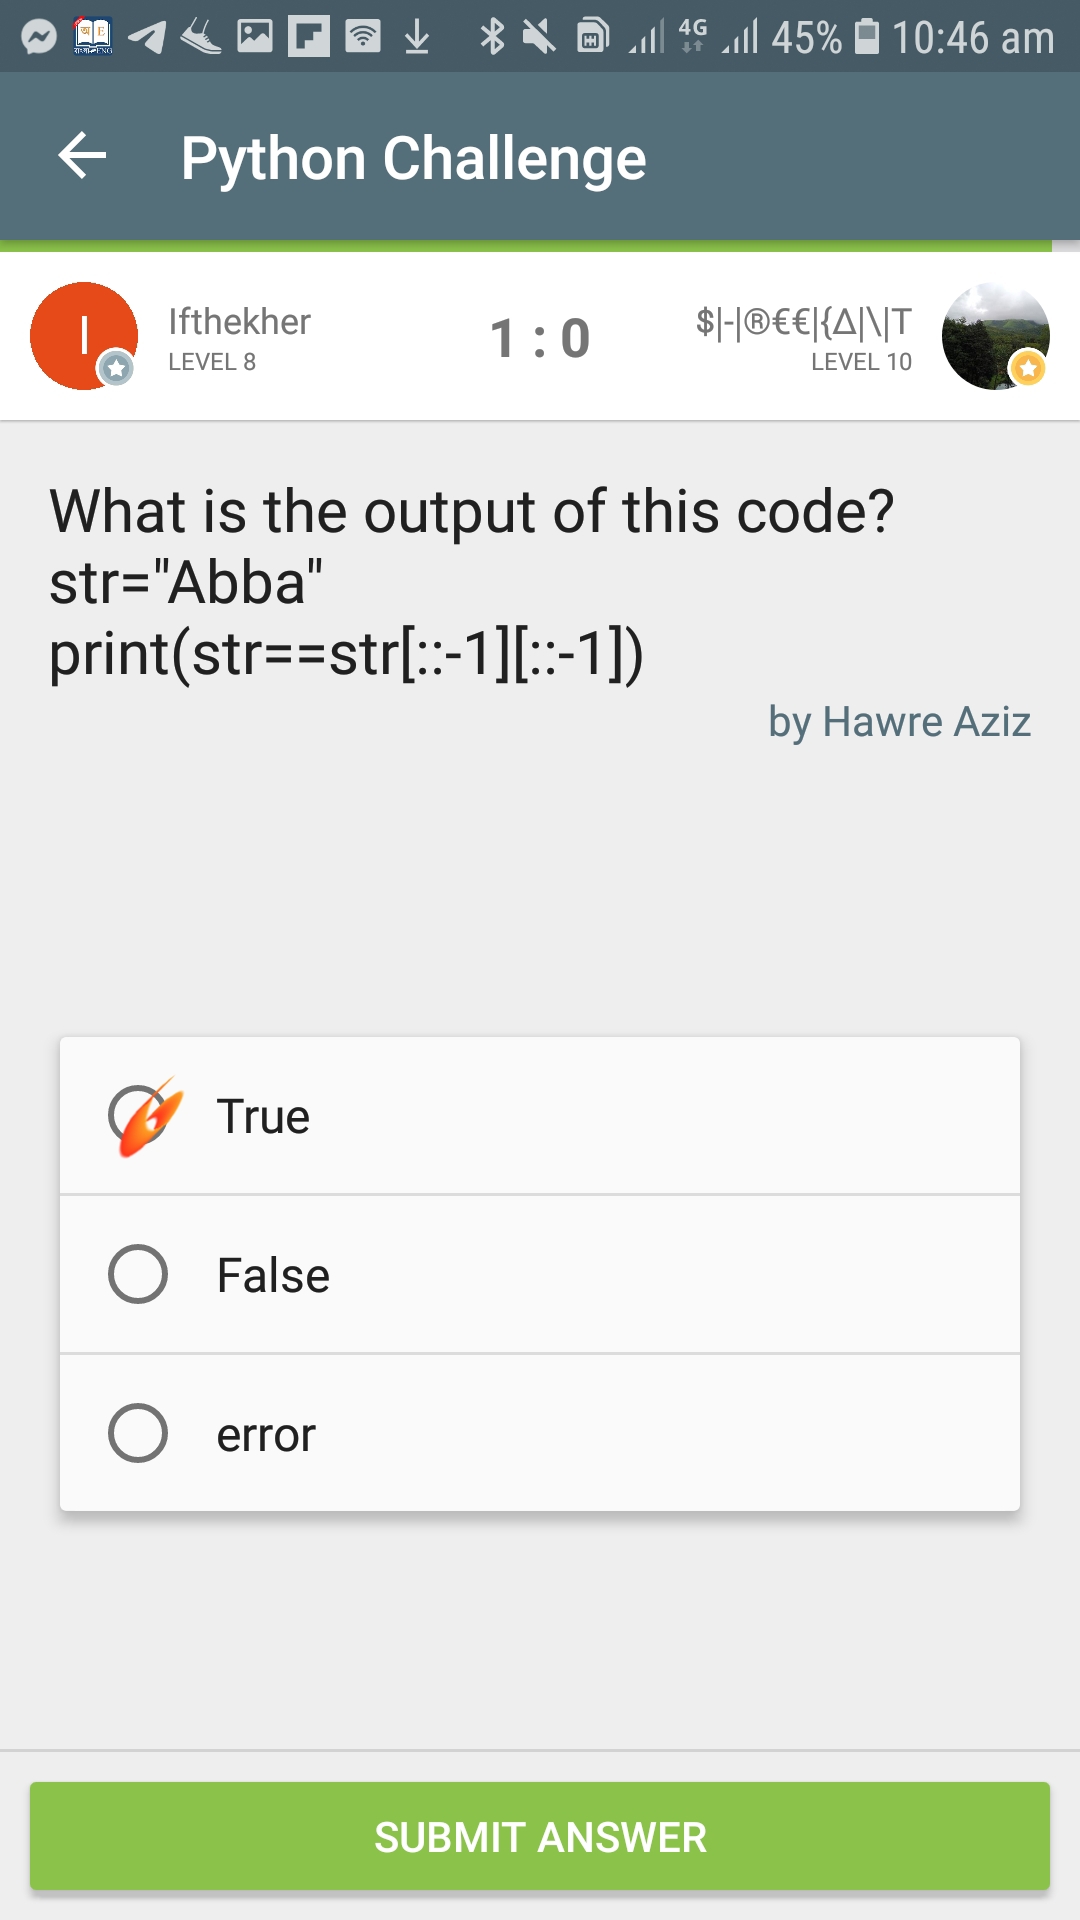 4G 45% 10:46 am
Python Challenge
Ifthekher
LEVEL 8
1 : 0
$|-|®€€|{Δ|\|T
LEVEL 10
I
What is the output of this code?
str="Abba"
print(str==str[::-1][::-1])
by Hawre Aziz
True
False
error
SUBMIT ANSWER